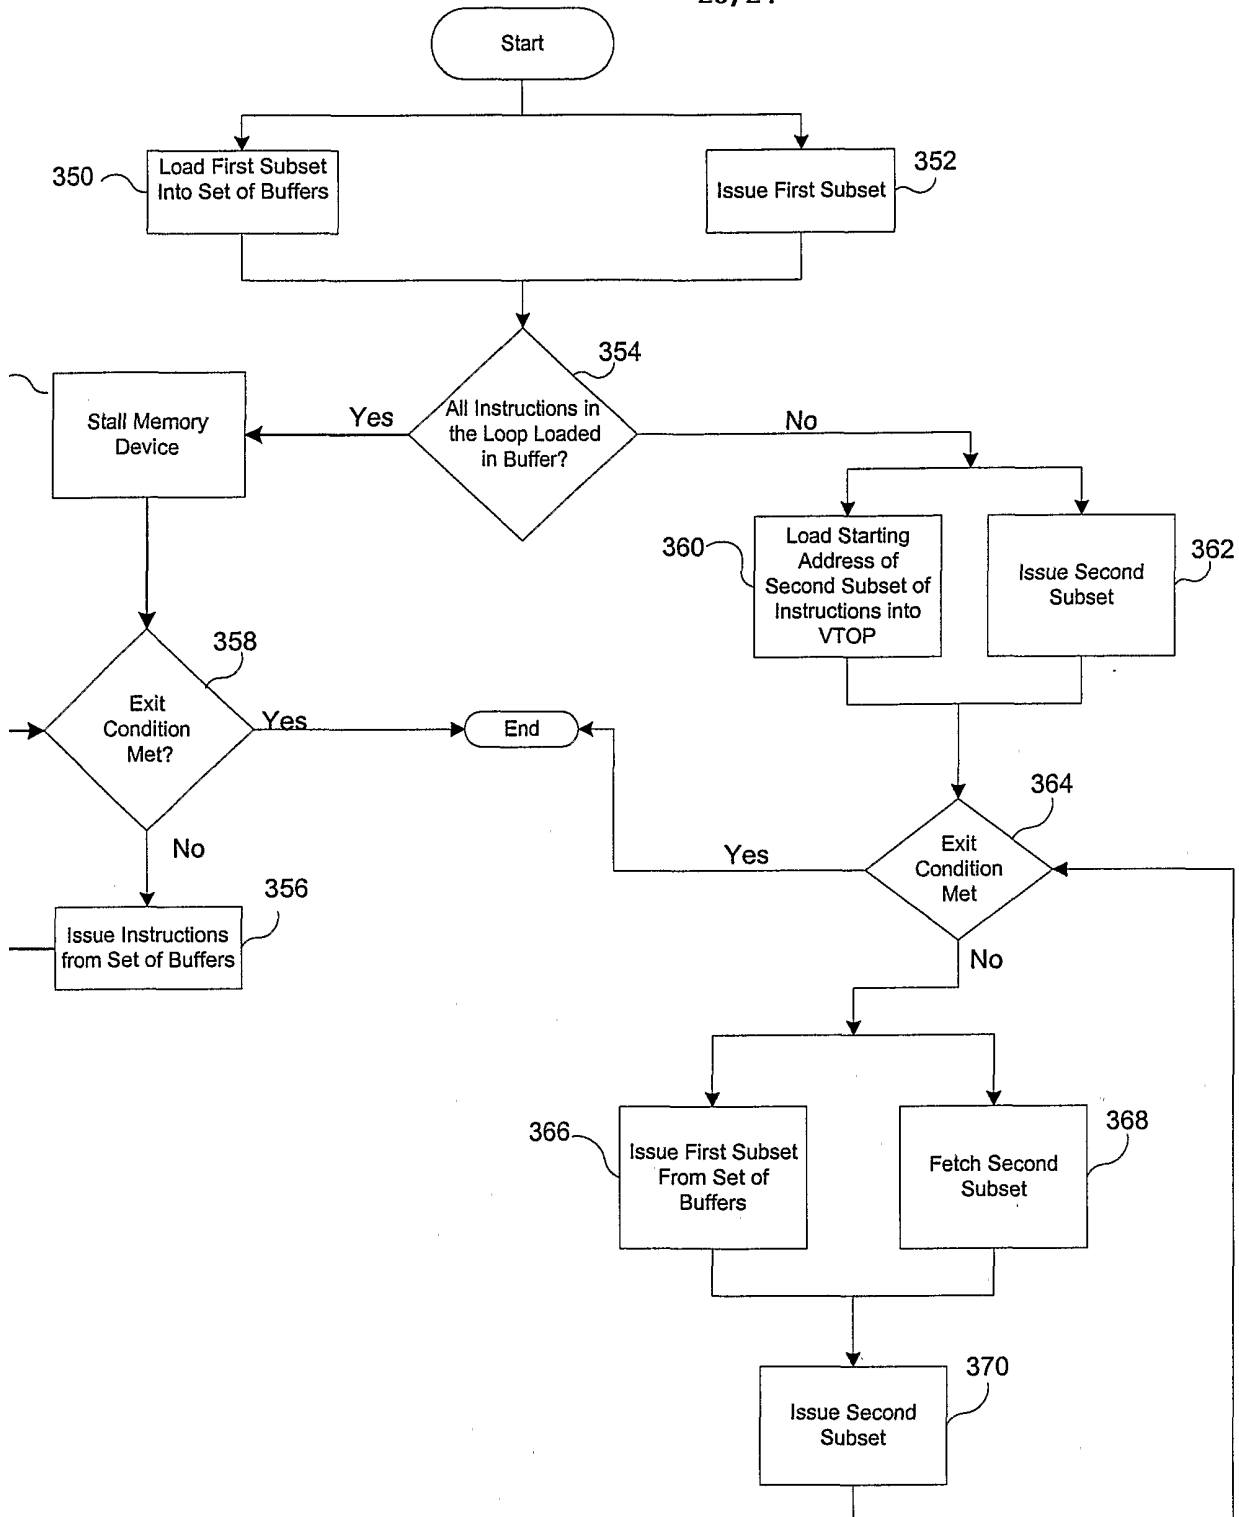 Start
350
Load First Subset
Into Set of Buffers
Issue First Subset
352
354
All Instructions in
the Loop Loaded
in Buffer?
Yes
No
Stall Memory
Device
360
Load Starting
Address of
Second Subset of
Instructions into
VTOP
Issue Second
Subset
362
358
Exit
Condition
Met?
Yes
End
No
356
Issue Instructions
from Set of Buffers
364
Exit
Condition
Met
Yes
No
366
Issue First Subset
From Set of
Buffers
Fetch Second
Subset
368
370
Issue Second
Subset